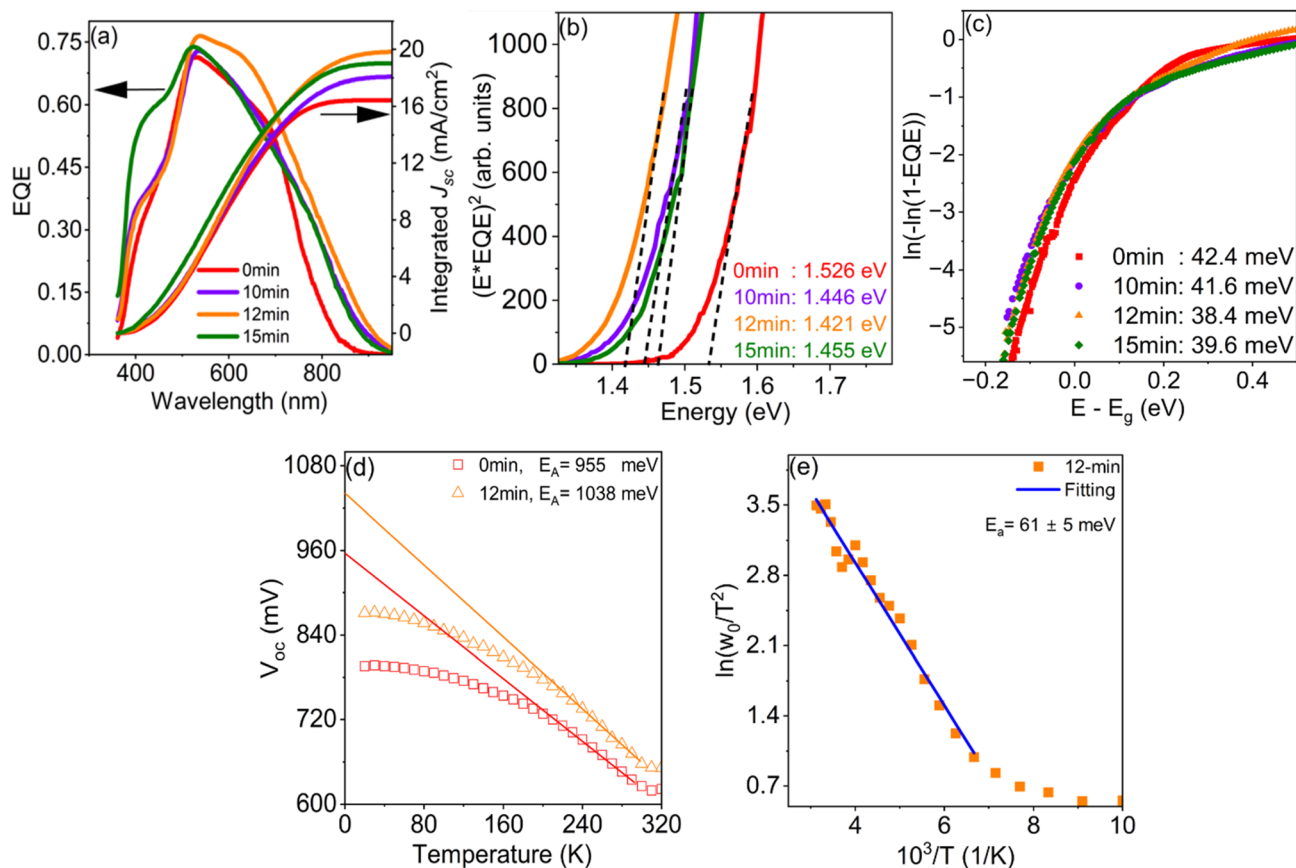 (a)
EQE
0.75
0.60
0.45
0.30
0.15
0.00
400
600
800
Wavelength (nm)
20
16
12
8
4
0
Integrated Jsc (mA/cm²)
0min
10min
12min
15min
(b)
(E*EQE)² (arb. units)
1000
800
600
400
200
0
1.4
1.5
1.6
1.7
Energy (eV)
0min : 1.526 eV
10min: 1.446 eV
12min: 1.421 eV
15min: 1.455 eV
(c)
ln(-ln(1-EQE))
0
−1
−2
−3
−4
−5
−0.2
0.0
0.2
0.4
E - Eg (eV)
0min : 42.4 meV
10min: 41.6 meV
12min: 38.4 meV
15min: 39.6 meV
(d)
Voc (mV)
1080
960
840
720
600
0
80
160
240
320
Temperature (K)
0min, EA= 955 meV
12min, EA= 1038 meV
(e)
ln(w0/T²)
3.5
2.8
2.1
1.4
0.7
4
6
8
10
10³/T (1/K)
12-min
Fitting
Ea= 61 ± 5 meV